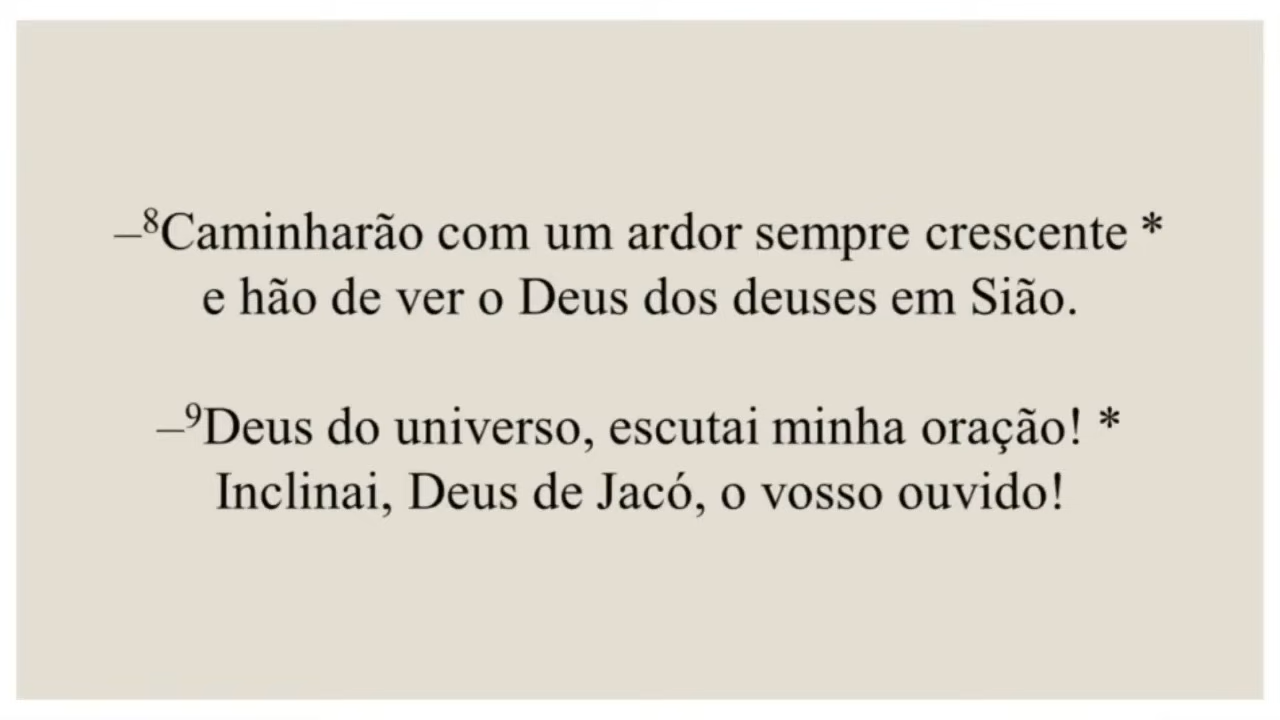 –⁸Caminharão com um ardor sempre crescente *
e hão de ver o Deus dos deuses em Sião.
–⁹Deus do universo, escutai minha oração! *
Inclinai, Deus de Jacó, o vosso ouvido!